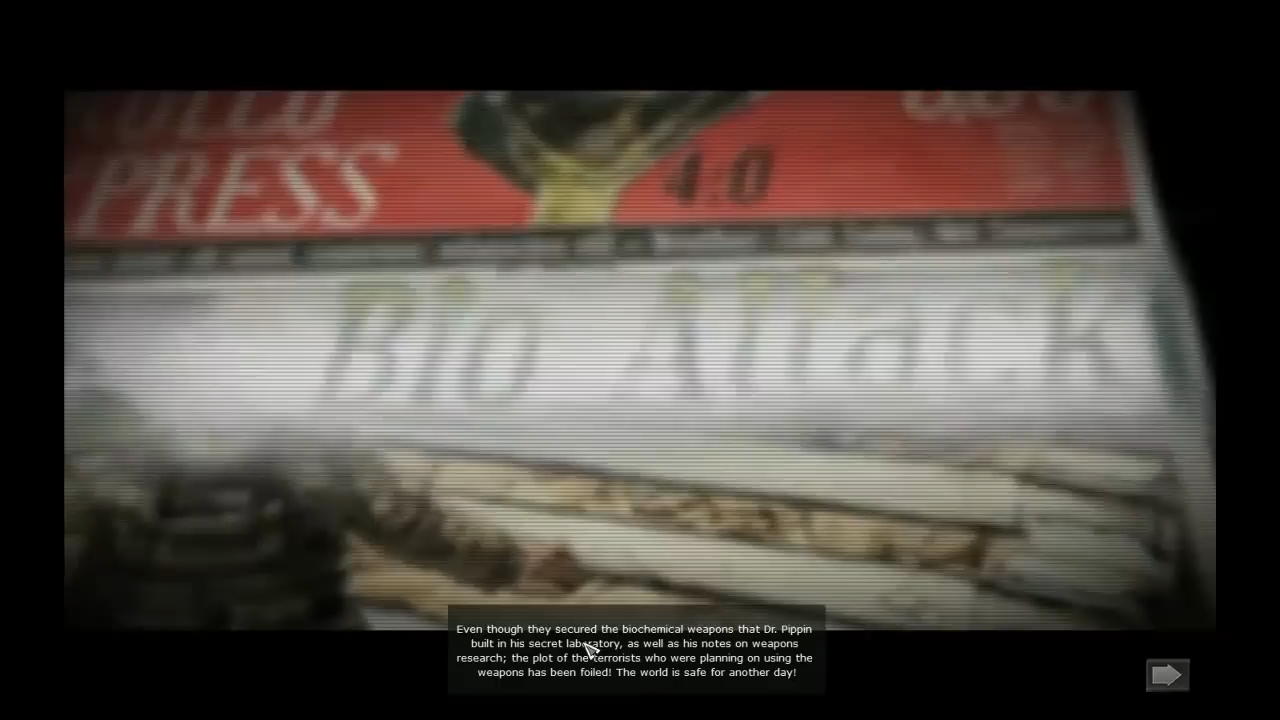 PRESS
4:0
Bio Attack
Even though they secured the biochemical weapons that Dr. Pippin
built in his secret laboratory, as well as his notes on weapons
research; the plot of the terrorists who were planning on using the
weapons has been foiled! The world is safe for another day!